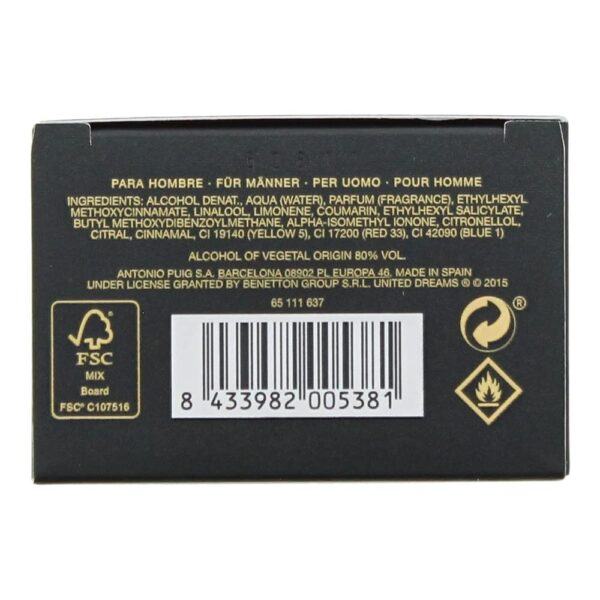 PARA HOMBRE · FÜR MÄNNER · PER UOMO · POUR HOMME
INGREDIENTS: ALCOHOL DENAT., AQUA (WATER), PARFUM (FRAGRANCE), ETHYLHEXYL
METHOXYCINNAMATE, LINALOOL, LIMONENE, COUMARIN, ETHYLHEXYL SALICYLATE,
BUTYL METHOXYDIBENZOYLMETHANE, ALPHA-ISOMETHYL IONONE, CITRONELLOL,
CITRAL, CINNAMAL, CI 19140 (YELLOW 5), CI 17200 (RED 33), CI 42090 (BLUE 1)
ALCOHOL OF VEGETAL ORIGIN 80% VOL.
ANTONIO PUIG S.A. BARCELONA 08902 PL EUROPA 46. MADE IN SPAIN
UNDER LICENSE GRANTED BY BENETTON GROUP S.R.L. UNITED DREAMS ® © 2015
65 111 637
FSC
MIX
Board
FSC® C107516
8 433982 005381
®